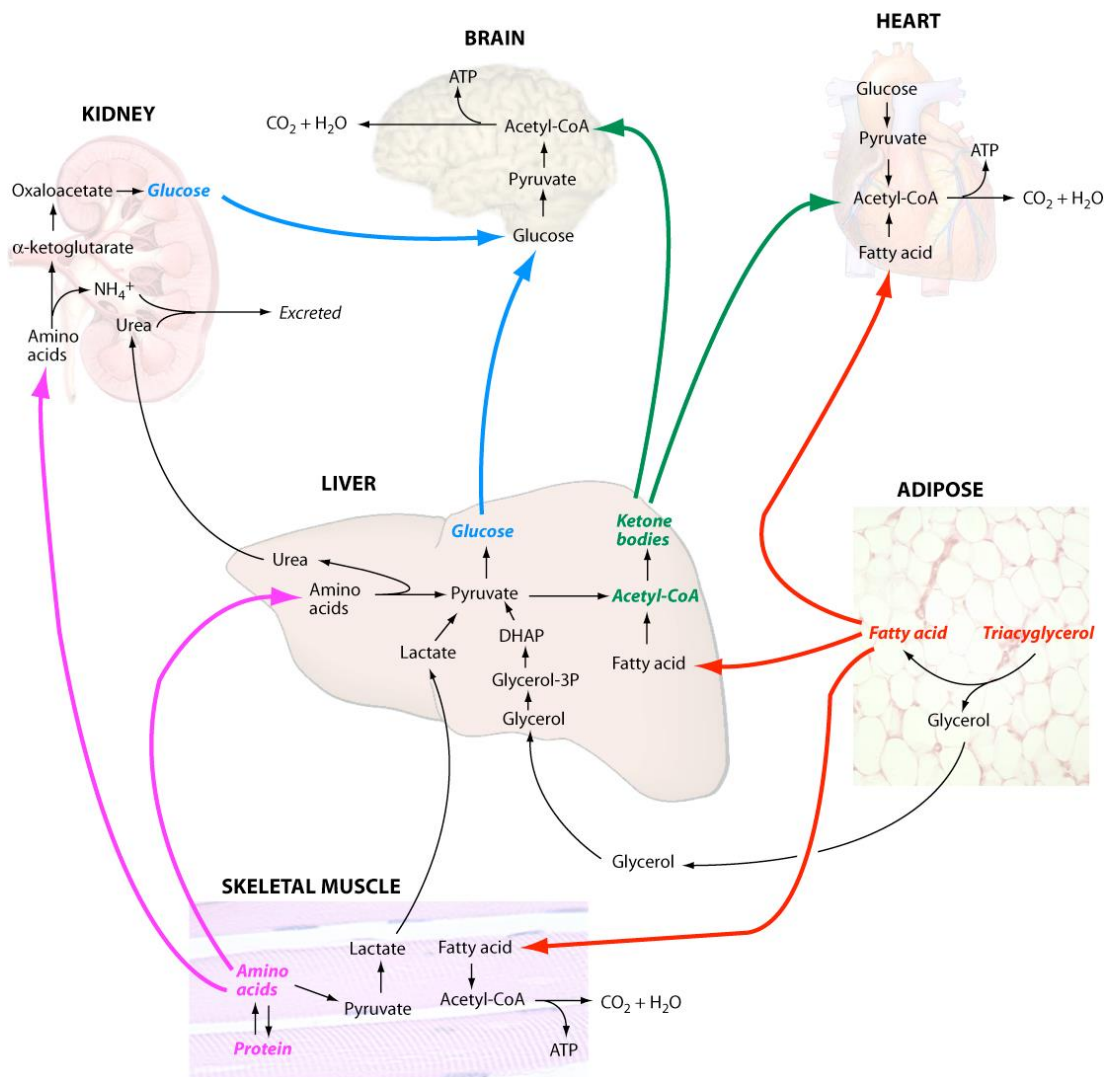 HEART
Glucose
Pyruvate
ATP
Acetyl-CoA
CO₂ + H₂O
Fatty acid
BRAIN
ATP
CO₂ + H₂O
Acetyl-CoA
Pyruvate
Glucose
KIDNEY
Oxaloacetate
Glucose
α-ketoglutarate
NH₄⁺
Urea
Excreted
Amino
acids
LIVER
Glucose
Ketone
bodies
Urea
Amino
acids
Pyruvate
Acetyl-CoA
DHAP
Lactate
Fatty acid
Glycerol-3P
Glycerol
ADIPOSE
Fatty acid
Triacyglycerol
Glycerol
Glycerol
SKELETAL MUSCLE
Lactate
Fatty acid
Amino
acids
Pyruvate
Acetyl-CoA
CO₂ + H₂O
Protein
ATP